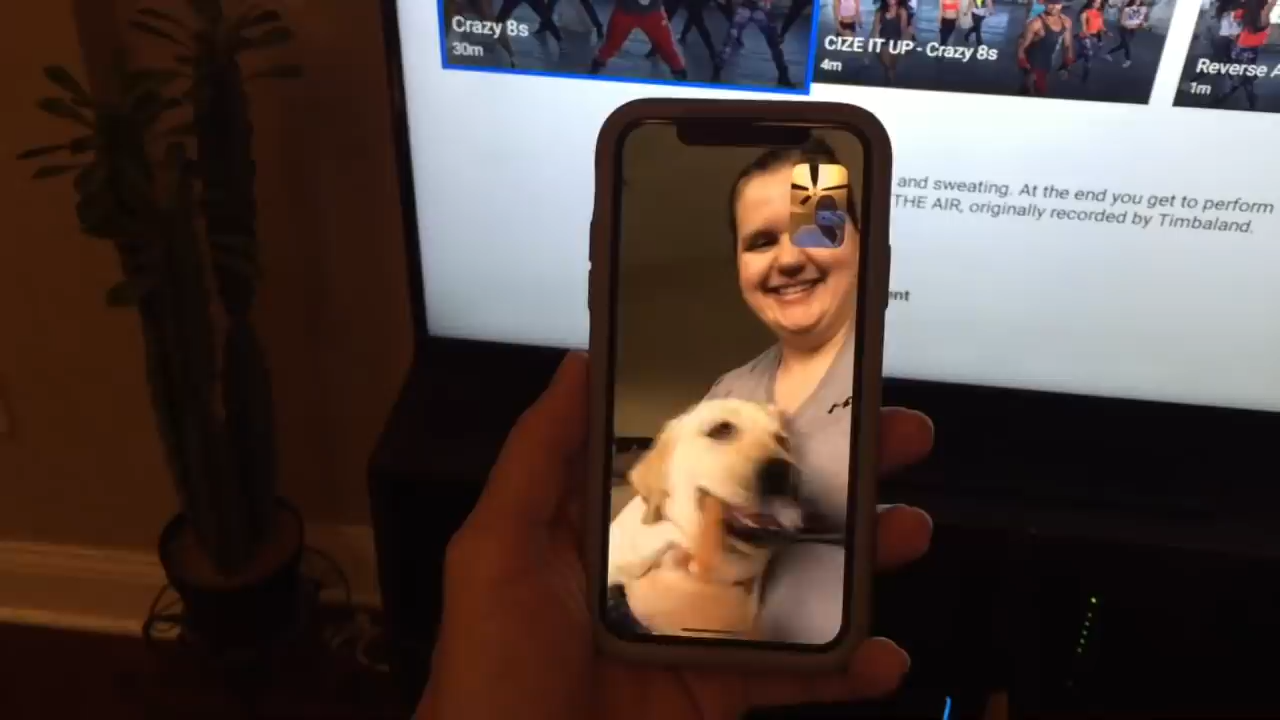 Crazy 8s
30m
CIZE IT UP - Crazy 8s
4m
Reverse
1m
and sweating. At the end you get to perform
THE AIR, originally recorded by Timbaland.